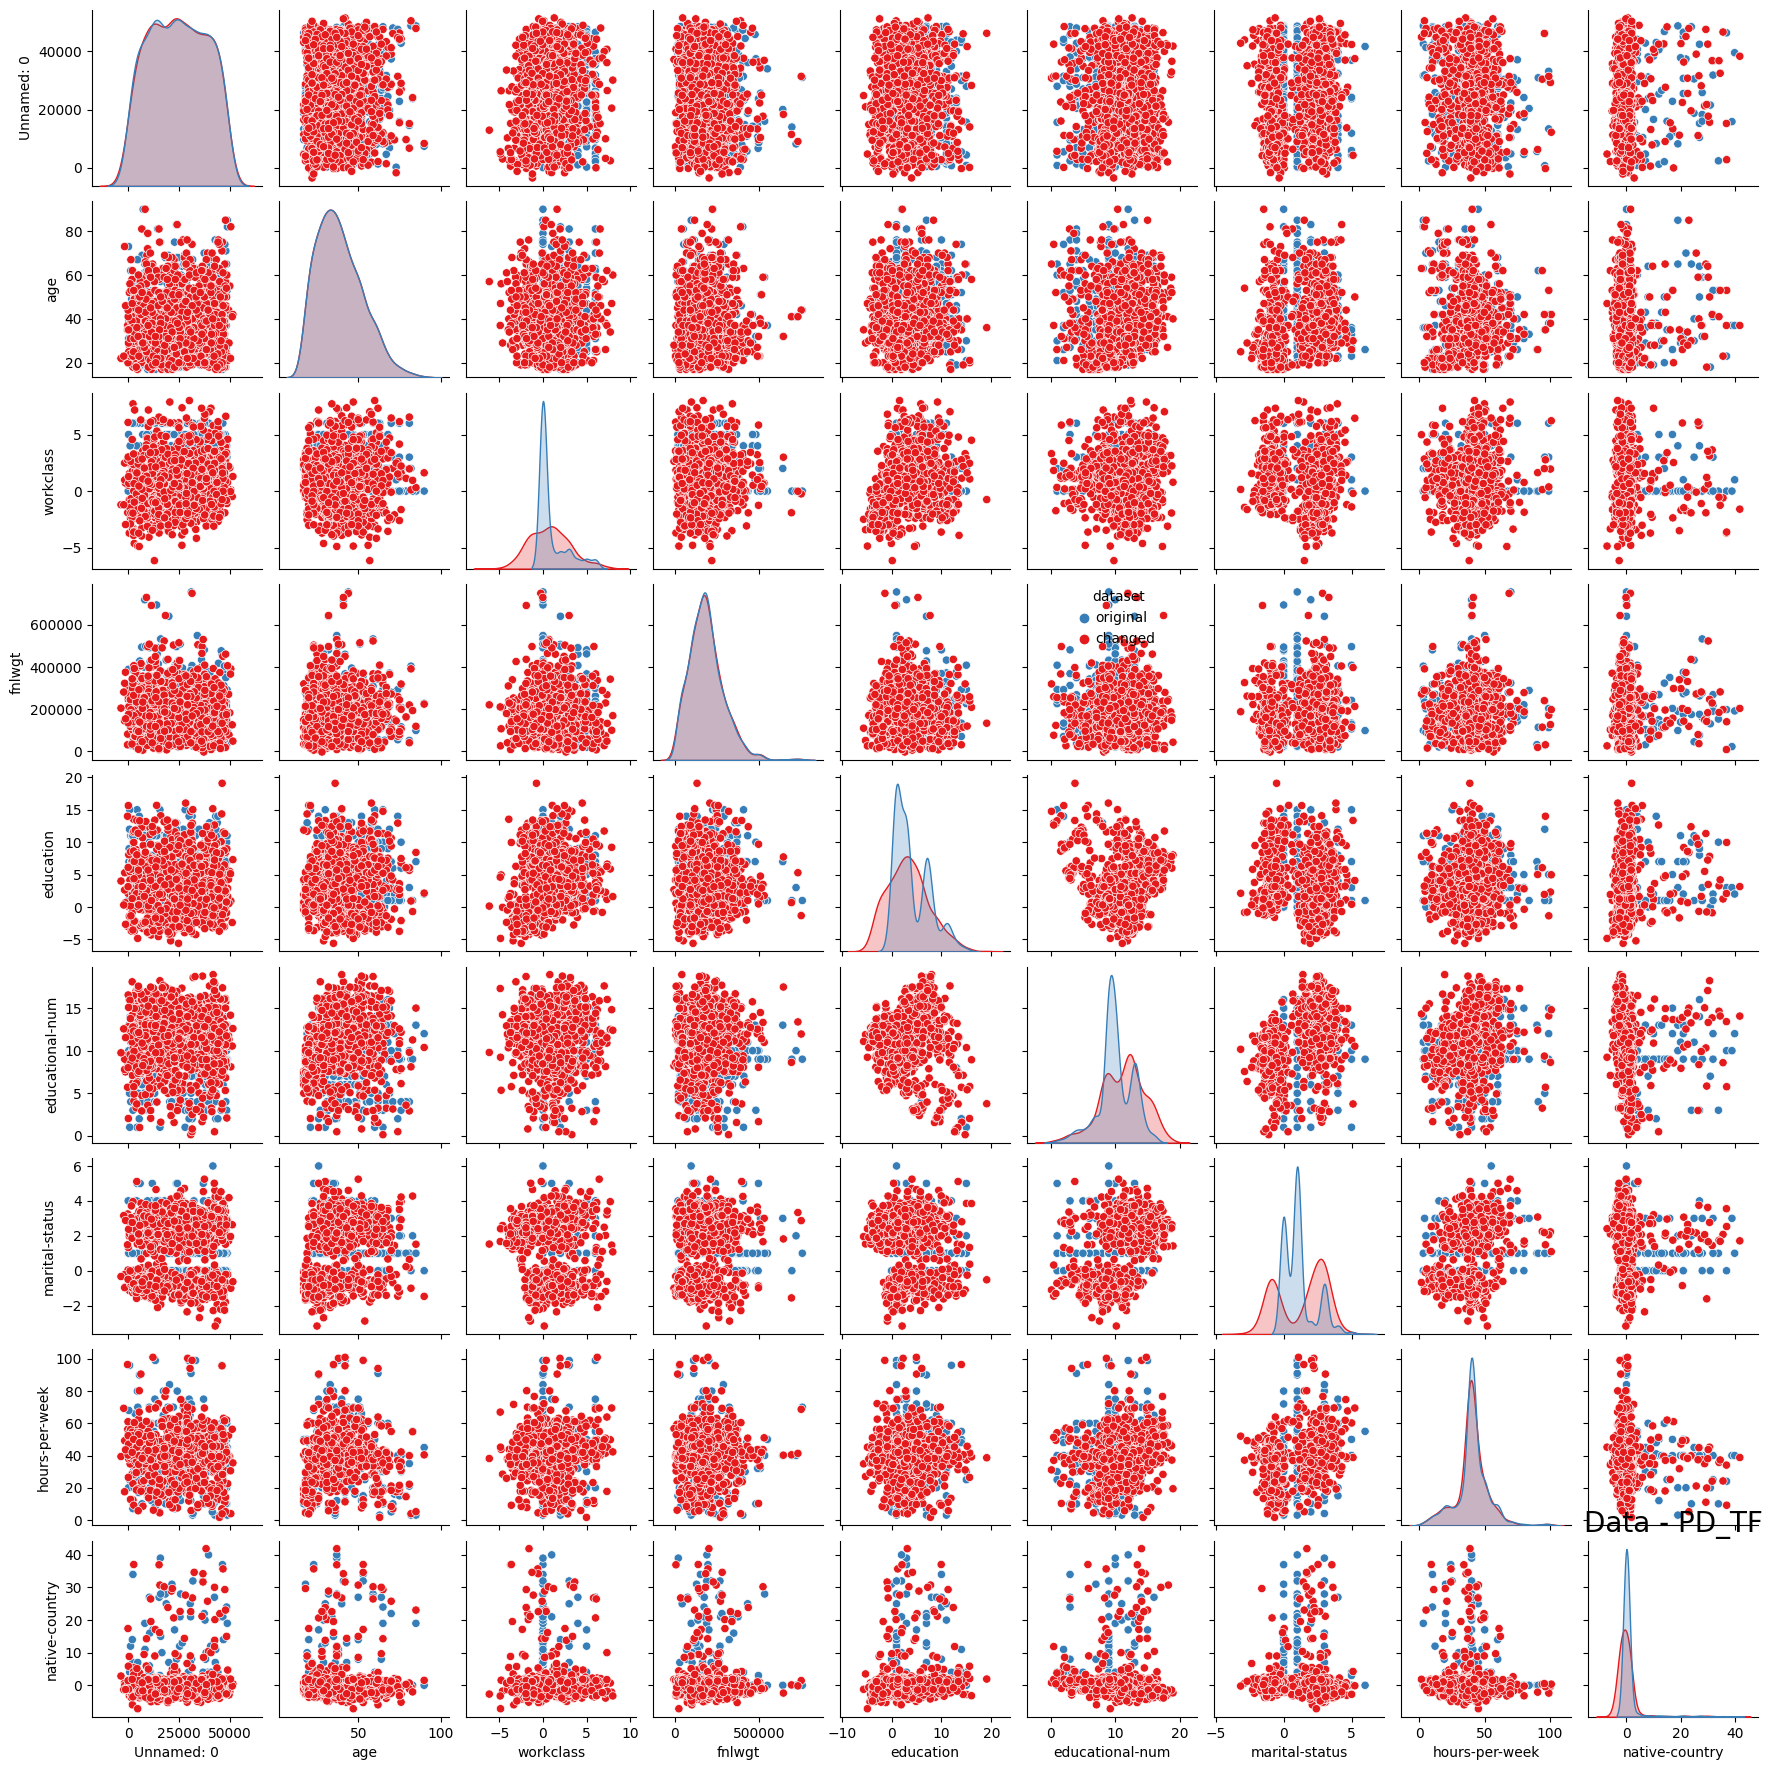 Unnamed: 0
40000
20000
0
age
80
60
40
20
workclass
5
0
−5
fnlwgt
600000
400000
200000
0
dataset
original
changed
education
20
15
10
5
0
−5
educational-num
15
10
5
0
marital-status
6
4
2
0
−2
hours-per-week
100
80
60
40
20
0
Data - PD_TF
native-country
40
30
20
10
0
0 25000 50000
50 100
−5 0 5 10
0 500000
−10 0 10 20
0 10 20
−5 0 5
0 50 100
0 20 40
Unnamed: 0 age workclass fnlwgt education educational-num marital-status hours-per-week native-country